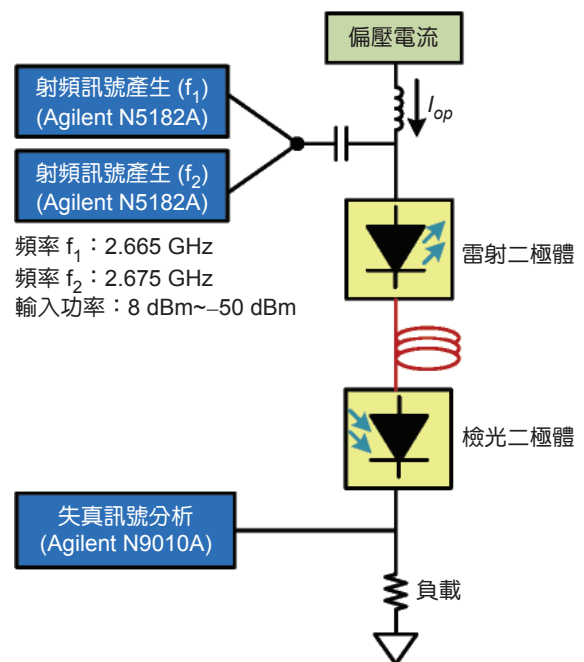 偏壓電流
I_op
射頻訊號產生 (f₁)
(Agilent N5182A)
射頻訊號產生 (f₂)
(Agilent N5182A)
頻率 f₁：2.665 GHz
頻率 f₂：2.675 GHz
輸入功率：8 dBm~–50 dBm
雷射二極體
檢光二極體
失真訊號分析
(Agilent N9010A)
負載